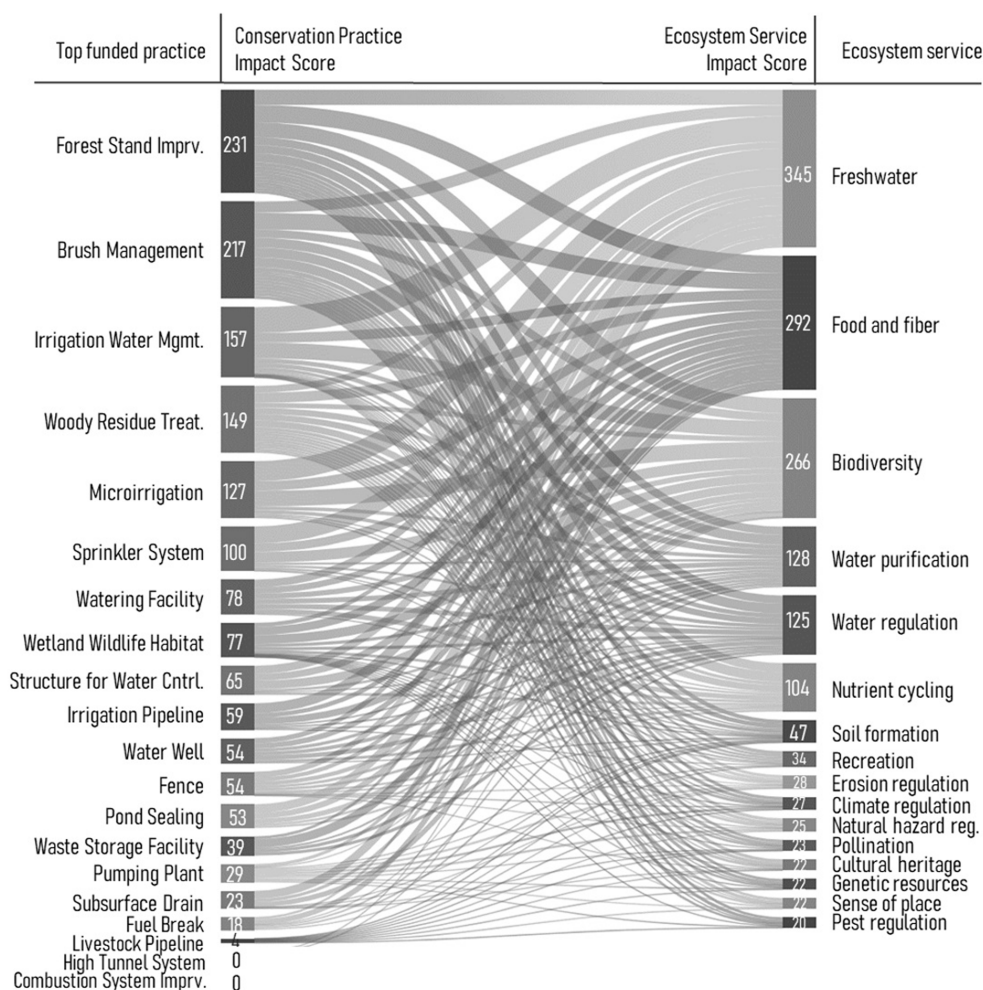 Top funded practice
Conservation Practice
Impact Score
Ecosystem Service
Impact Score
Ecosystem service
Forest Stand Imprv.
231
Brush Management
217
Irrigation Water Mgmt.
157
Woody Residue Treat.
149
Microirrigation
127
Sprinkler System
100
Watering Facility
78
Wetland Wildlife Habitat
77
Structure for Water Cntrl.
65
Irrigation Pipeline
59
Water Well
54
Fence
54
Pond Sealing
53
Waste Storage Facility
39
Pumping Plant
29
Subsurface Drain
23
Fuel Break
18
Livestock Pipeline
4
High Tunnel System
0
Combustion System Imprv.
0
345
Freshwater
292
Food and fiber
266
Biodiversity
128
Water purification
125
Water regulation
104
Nutrient cycling
47
Soil formation
34
Recreation
28
Erosion regulation
27
Climate regulation
25
Natural hazard reg.
23
Pollination
22
Cultural heritage
22
Genetic resources
22
Sense of place
20
Pest regulation